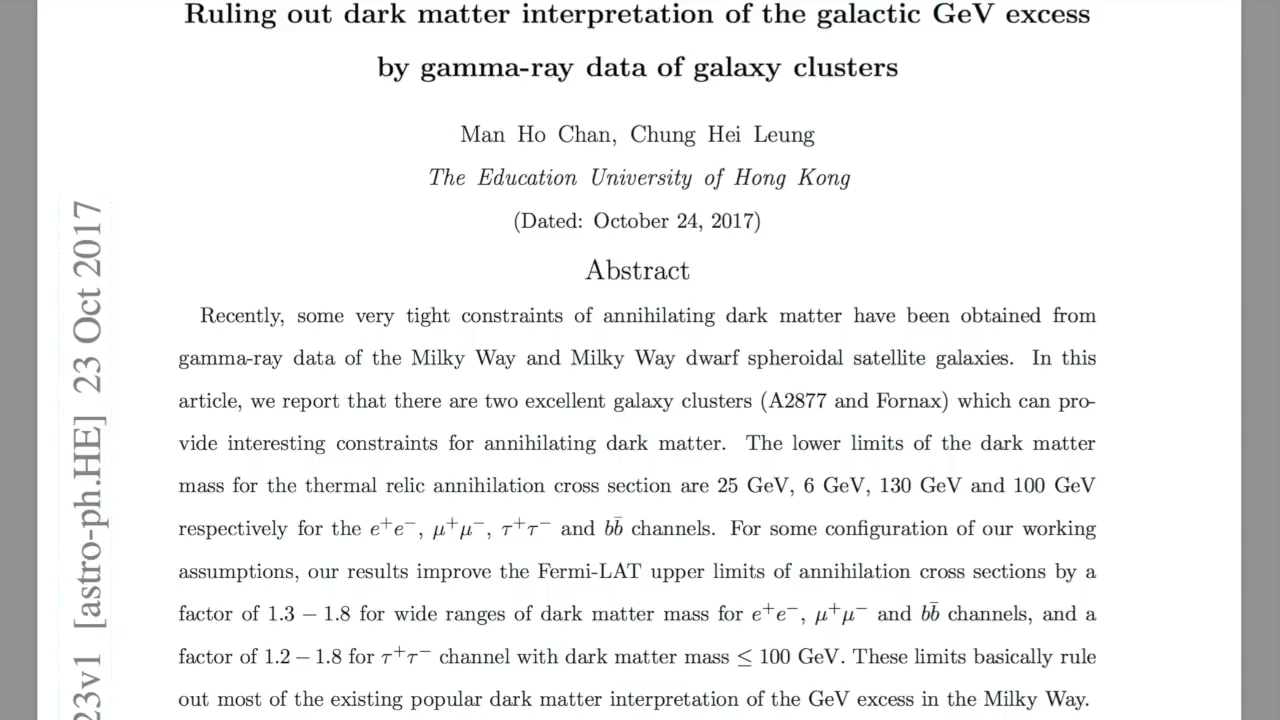 Ruling out dark matter interpretation of the galactic GeV excess
by gamma-ray data of galaxy clusters
Man Ho Chan, Chung Hei Leung
The Education University of Hong Kong
(Dated: October 24, 2017)
Abstract
Recently, some very tight constraints of annihilating dark matter have been obtained from
gamma-ray data of the Milky Way and Milky Way dwarf spheroidal satellite galaxies. In this
article, we report that there are two excellent galaxy clusters (A2877 and Fornax) which can pro-
vide interesting constraints for annihilating dark matter. The lower limits of the dark matter
mass for the thermal relic annihilation cross section are 25 GeV, 6 GeV, 130 GeV and 100 GeV
respectively for the e⁺e⁻, μ⁺μ⁻, τ⁺τ⁻ and bb̄ channels. For some configuration of our working
assumptions, our results improve the Fermi-LAT upper limits of annihilation cross sections by a
factor of 1.3 − 1.8 for wide ranges of dark matter mass for e⁺e⁻, μ⁺μ⁻ and bb̄ channels, and a
factor of 1.2 − 1.8 for τ⁺τ⁻ channel with dark matter mass ≤ 100 GeV. These limits basically rule
out most of the existing popular dark matter interpretation of the GeV excess in the Milky Way.
23v1 [astro-ph.HE] 23 Oct 2017